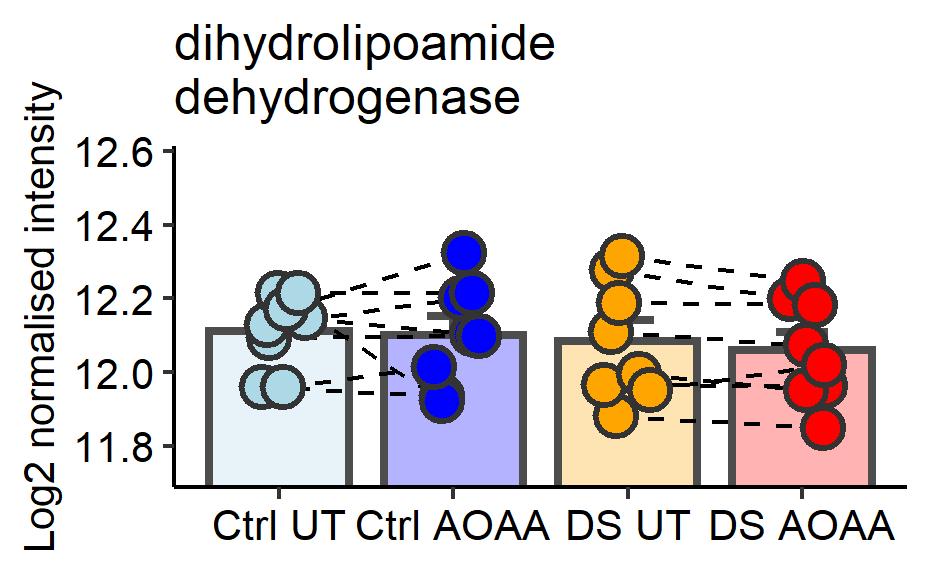 dihydrolipoamide
dehydrogenase
Log2 normalised intensity
12.6
12.4
12.2
12.0
11.8
Ctrl UT Ctrl AOAA DS UT DS AOAA